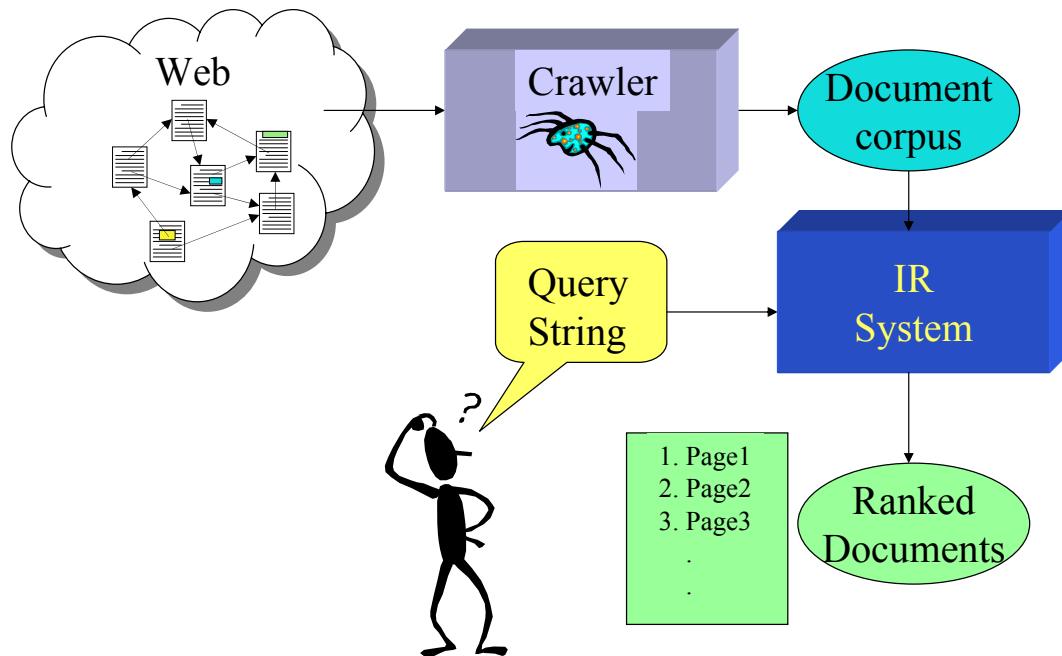 Web
Crawler
Document
corpus
Query
String
IR
System
?
1. Page1
2. Page2
3. Page3
.
.
Ranked
Documents